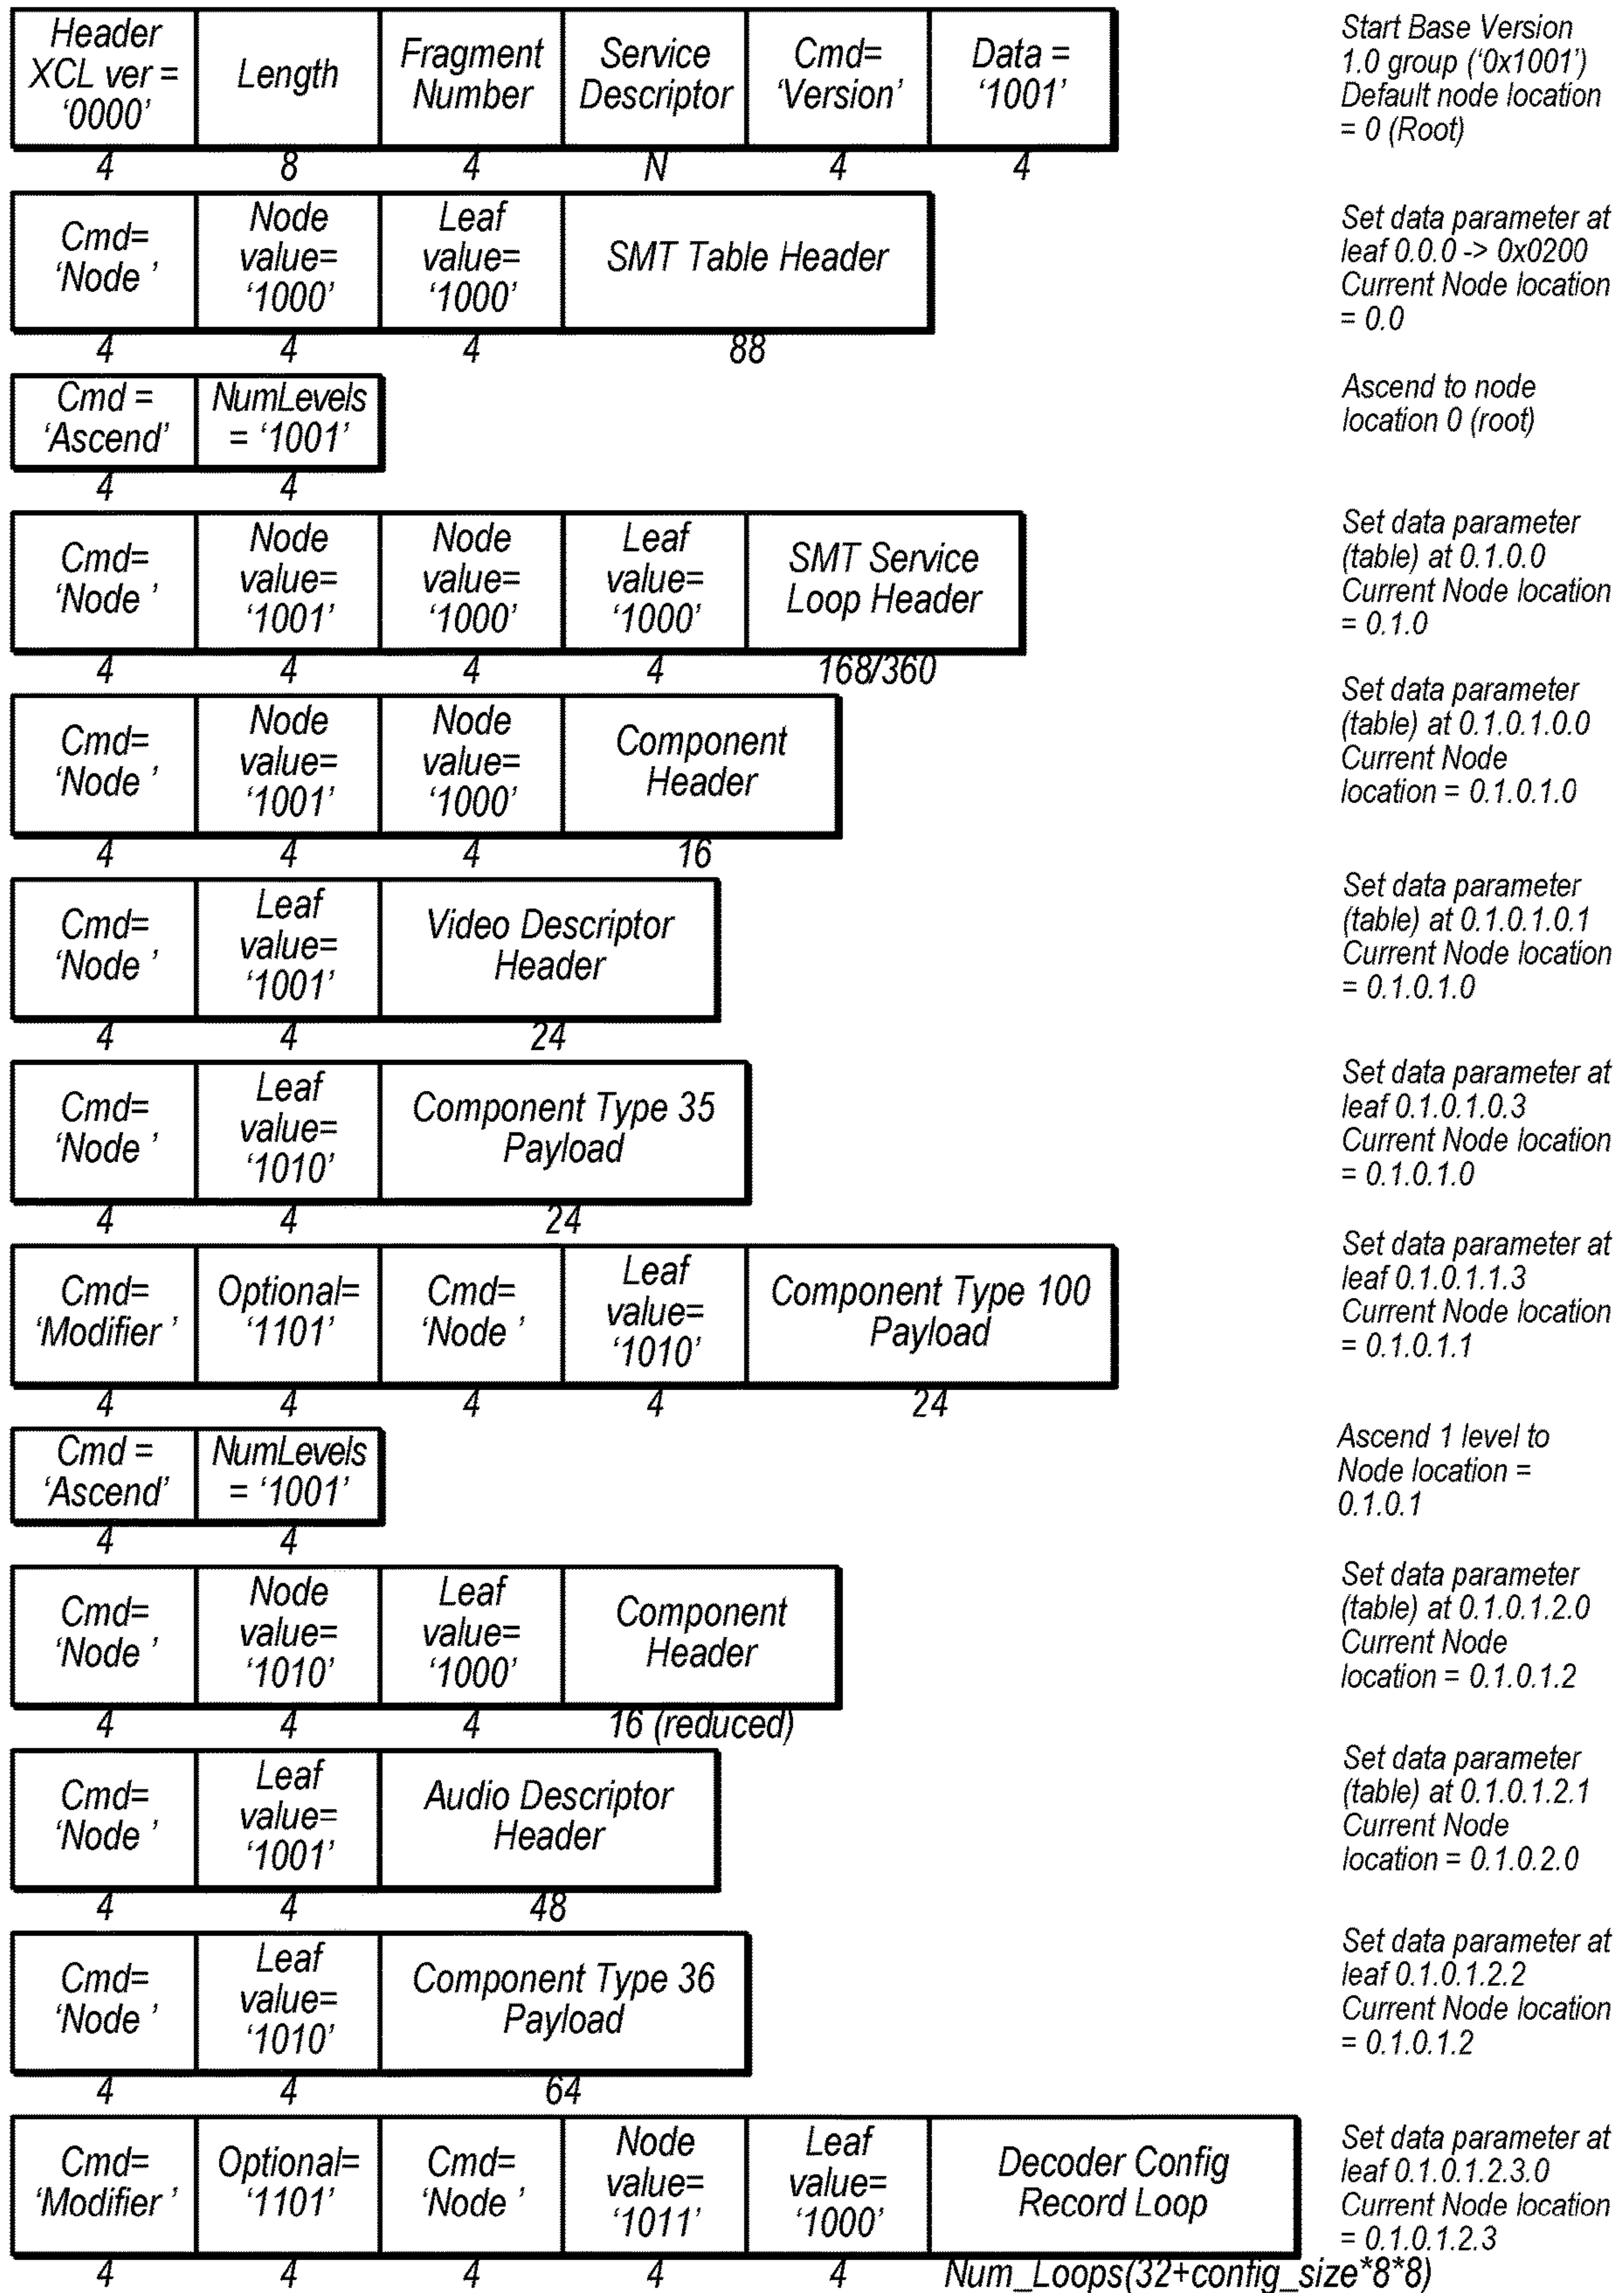 Header
XCL ver =
'0000'
Length
Fragment
Number
Service
Descriptor
Cmd=
'Version'
Data =
'1001'
4
8
4
N
4
4
Start Base Version
1.0 group ('0x1001')
Default node location
= 0 (Root)
Cmd=
'Node '
Node
value=
'1000'
Leaf
value=
'1000'
SMT Table Header
4
4
4
88
Set data parameter at
leaf 0.0.0 -> 0x0200
Current Node location
= 0.0
Cmd =
'Ascend'
NumLevels
= '1001'
4
4
Ascend to node
location 0 (root)
Cmd=
'Node '
Node
value=
'1001'
Node
value=
'1000'
Leaf
value=
'1000'
SMT Service
Loop Header
4
4
4
4
168/360
Set data parameter
(table) at 0.1.0.0
Current Node location
= 0.1.0
Cmd=
'Node '
Node
value=
'1001'
Node
value=
'1000'
Component
Header
4
4
4
16
Set data parameter
(table) at 0.1.0.1.0.0
Current Node
location = 0.1.0.1.0
Cmd=
'Node '
Leaf
value=
'1001'
Video Descriptor
Header
4
4
24
Set data parameter
(table) at 0.1.0.1.0.1
Current Node location
= 0.1.0.1.0
Cmd=
'Node '
Leaf
value=
'1010'
Component Type 35
Payload
4
4
24
Set data parameter at
leaf 0.1.0.1.0.3
Current Node location
= 0.1.0.1.0
Cmd=
'Modifier '
Optional=
'1101'
Cmd=
'Node '
Leaf
value=
'1010'
Component Type 100
Payload
4
4
4
4
24
Set data parameter at
leaf 0.1.0.1.1.3
Current Node location
= 0.1.0.1.1
Cmd =
'Ascend'
NumLevels
= '1001'
4
4
Ascend 1 level to
Node location =
0.1.0.1
Cmd=
'Node '
Node
value=
'1010'
Leaf
value=
'1000'
Component
Header
4
4
4
16 (reduced)
Set data parameter
(table) at 0.1.0.1.2.0
Current Node
location = 0.1.0.1.2
Cmd=
'Node '
Leaf
value=
'1001'
Audio Descriptor
Header
4
4
48
Set data parameter
(table) at 0.1.0.1.2.1
Current Node
location = 0.1.0.2.0
Cmd=
'Node '
Leaf
value=
'1010'
Component Type 36
Payload
4
4
64
Set data parameter at
leaf 0.1.0.1.2.2
Current Node location
= 0.1.0.1.2
Cmd=
'Modifier '
Optional=
'1101'
Cmd=
'Node '
Node
value=
'1011'
Leaf
value=
'1000'
Decoder Config
Record Loop
4
4
4
4
4
Num_Loops(32+config_size*8*8)
Set data parameter at
leaf 0.1.0.1.2.3.0
Current Node location
= 0.1.0.1.2.3